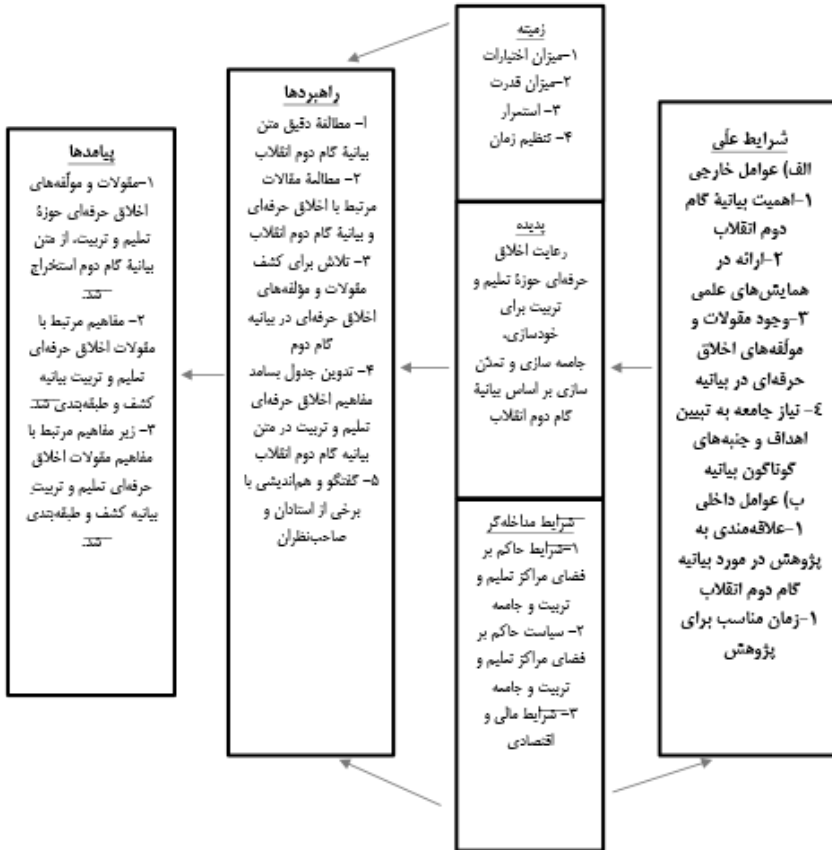 شرایط علّی
الف) عوامل خارجی
۱-اهمیت بیانیهٔ گام
دوم انقلاب
۲-ارائه در
همایش‌های علمی
۳-وجود مقولات و
مولّفه‌های اخلاق
حرفه‌ای در بیانیه
٤- نیاز جامعه به تبیین
اهداف و جنبه‌های
گوناگون بیانیه
ب) عوامل داخلی
۱-علاقه‌مندی به
پژوهش در مورد بیانیه
گام دوم انقلاب
۱-زمان مناسب برای
پژوهش
زمینه
۱-میزان اختیارات
۲-میزان قدرت
۳- استمرار
۴- تنظیم زمان
پدیده
رعایت اخلاق
حرفه‌ای حوزهٔ تعلیم و
تربیت برای
خودسازی،
جامعه سازی و تمدّن
سازی بر اساس بیانیهٔ
گام دوم انقلاب
شرایط مداخله‌گر
۱-شرایط حاکم بر
فضای مراکز تعلیم و
تربیت و جامعه
۲- سیاست حاکم بر
فضای مراکز تعلیم و
تربیت و جامعه
۳- شرایط مالی و
اقتصادی
راهبردها
۱- مطالعهٔ دقیق متن
بیانیهٔ گام دوم انقلاب
۲- مطالعهٔ مقالات
مرتبط با اخلاق حرفه‌ای
و بیانیهٔ گام دوم انقلاب
۳- تلاش برای کشف
مقولات و مؤلفه‌های
اخلاق حرفه‌ای در بیانیه
گام دوم
۴- تدوین جدول بسامد
مفاهیم اخلاق حرفه‌ای
تعلیم و تربیت در متن
بیانیه گام دوم انقلاب
۵- گفتگو و هم‌اندیشی با
برخی از استادان و
صاحب‌نظران
پیامدها
۱-مقولات و مولّفه‌های
اخلاق حرفه‌ای حوزهٔ
تعلیم و تربیت، از متن
بیانیهٔ گام دوم استخراج
شد.
۲- مفاهیم مرتبط با
مقولات اخلاق حرفه‌ای
تعلیم و تربیت بیانیه
کشف و طبقه‌بندی شد.
۳- زیر مفاهیم مرتبط با
مفاهیم مقولات اخلاق
حرفه‌ای تعلیم و تربیتِ
بیانیه کشف و طبقه‌بندی
شد.